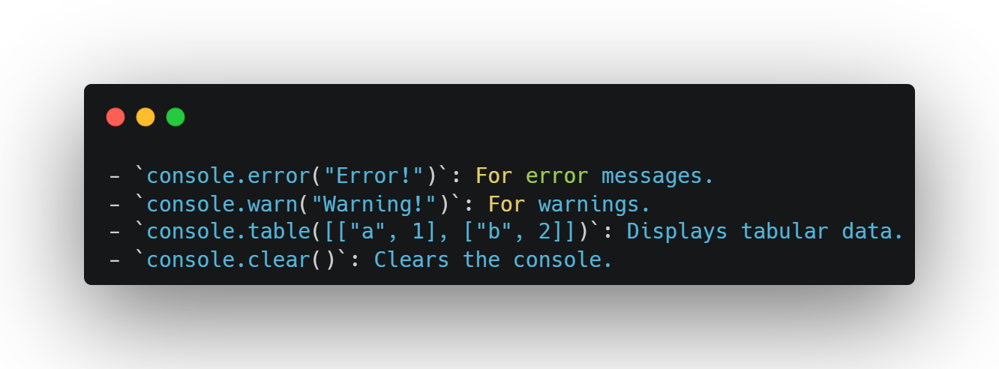 - `console.error("Error!")`: For error messages.
- `console.warn("Warning!")`: For warnings.
- `console.table([["a", 1], ["b", 2]])`: Displays tabular data.
- `console.clear()`: Clears the console.